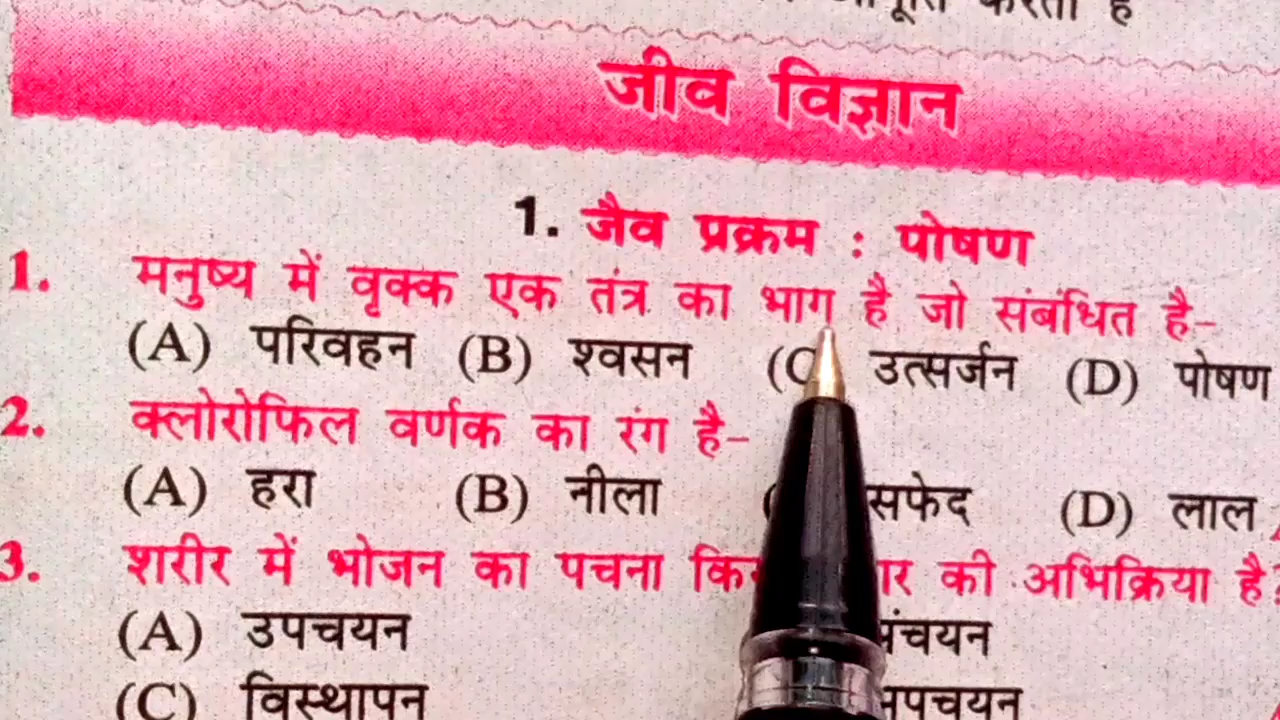 करता है
जीव विज्ञान
1. जैव प्रक्रम : पोषण
1. मनुष्य में वृक्क एक तंत्र का भाग है जो संबंधित है-
(A) परिवहन (B) श्वसन (C उत्सर्जन (D) पोषण
2. क्लोरोफिल वर्णक का रंग है-
(A) हरा (B) नीला सफेद (D) लाल
3. शरीर में भोजन का पचना की अभिक्रिया है?
(A) उपचयन
(C) विस्थापन